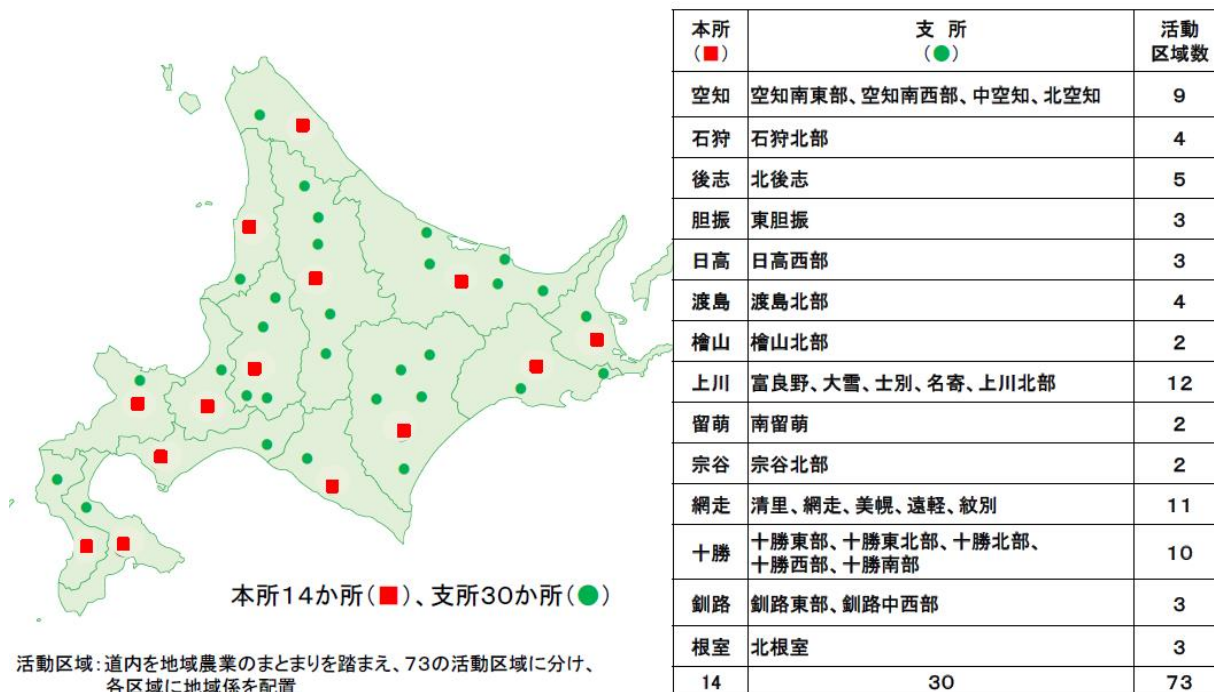 本所14か所(■)、支所30か所(●)
活動区域:道内を地域農業のまとまりを踏まえ、73の活動区域に分け、
各区域に地域係を配置
本所 支 所 活動
(■) (●) 区域数
空知 空知南東部、空知南西部、中空知、北空知 9
石狩 石狩北部 4
後志 北後志 5
胆振 東胆振 3
日高 日高西部 3
渡島 渡島北部 4
檜山 檜山北部 2
上川 富良野、大雪、士別、名寄、上川北部 12
留萌 南留萌 2
宗谷 宗谷北部 2
網走 清里、網走、美幌、遠軽、紋別 11
十勝 十勝東部、十勝東北部、十勝北部、 10
十勝西部、十勝南部
釧路 釧路東部、釧路中西部 3
根室 北根室 3
14 30 73